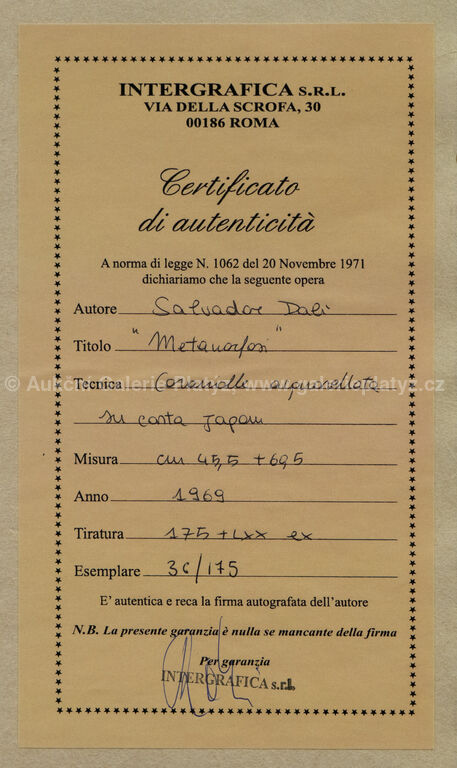 INTERGRAFICA S.R.L.
VIA DELLA SCROFA, 30
00186 ROMA
Certificato
di autenticità
A norma di legge N. 1062 del 20 Novembre 1971
dichiariamo che la seguente opera
Autore Salvador Dalì
Titolo "Metamorfosi"
Tecnica acquarellata
su carta Japan
Misura cm 45,5 + 60,5
Anno 1969
Tiratura 175 + LXX ex
Esemplare 36/175
E' autentica e reca la firma autografata dell'autore
N.B. La presente garanzia è nulla se mancante della firma
Per garanzia
INTERGRAFICA s.r.l.